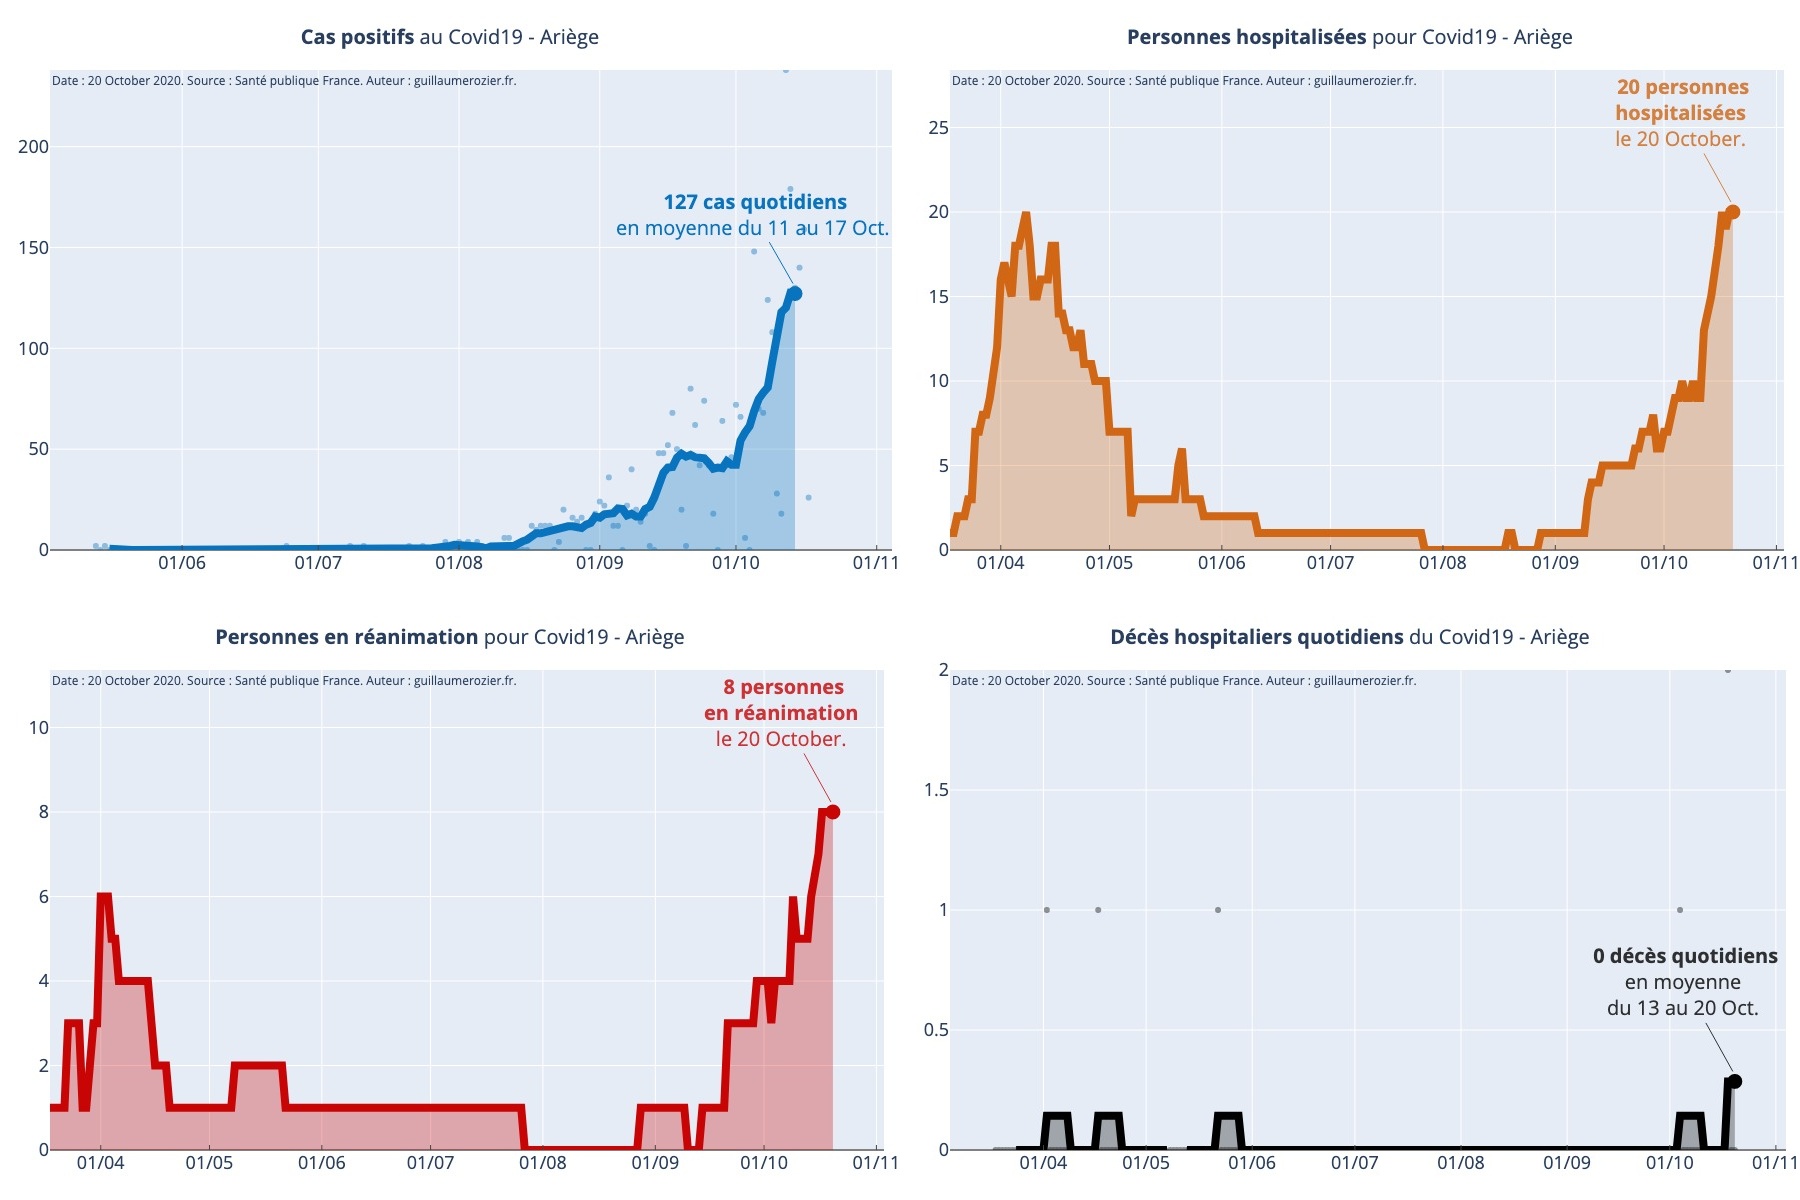 Cas positifs au Covid19 - Ariège
Date : 20 October 2020. Source : Santé publique France. Auteur : guillaumerozier.fr.
200
150
100
50
0
127 cas quotidiens
en moyenne du 11 au 17 Oct.
01/06 01/07 01/08 01/09 01/10 01/11
Personnes hospitalisées pour Covid19 - Ariège
Date : 20 October 2020. Source : Santé publique France. Auteur : guillaumerozier.fr.
20 personnes
hospitalisées
le 20 October.
25
20
15
10
5
0
01/04 01/05 01/06 01/07 01/08 01/09 01/10 01/11
Personnes en réanimation pour Covid19 - Ariège
Date : 20 October 2020. Source : Santé publique France. Auteur : guillaumerozier.fr.
8 personnes
en réanimation
le 20 October.
10
8
6
4
2
0
01/04 01/05 01/06 01/07 01/08 01/09 01/10 01/11
Décès hospitaliers quotidiens du Covid19 - Ariège
2
Date : 20 October 2020. Source : Santé publique France. Auteur : guillaumerozier.fr.
1.5
1
0.5
0
0 décès quotidiens
en moyenne
du 13 au 20 Oct.
01/04 01/05 01/06 01/07 01/08 01/09 01/10 01/11